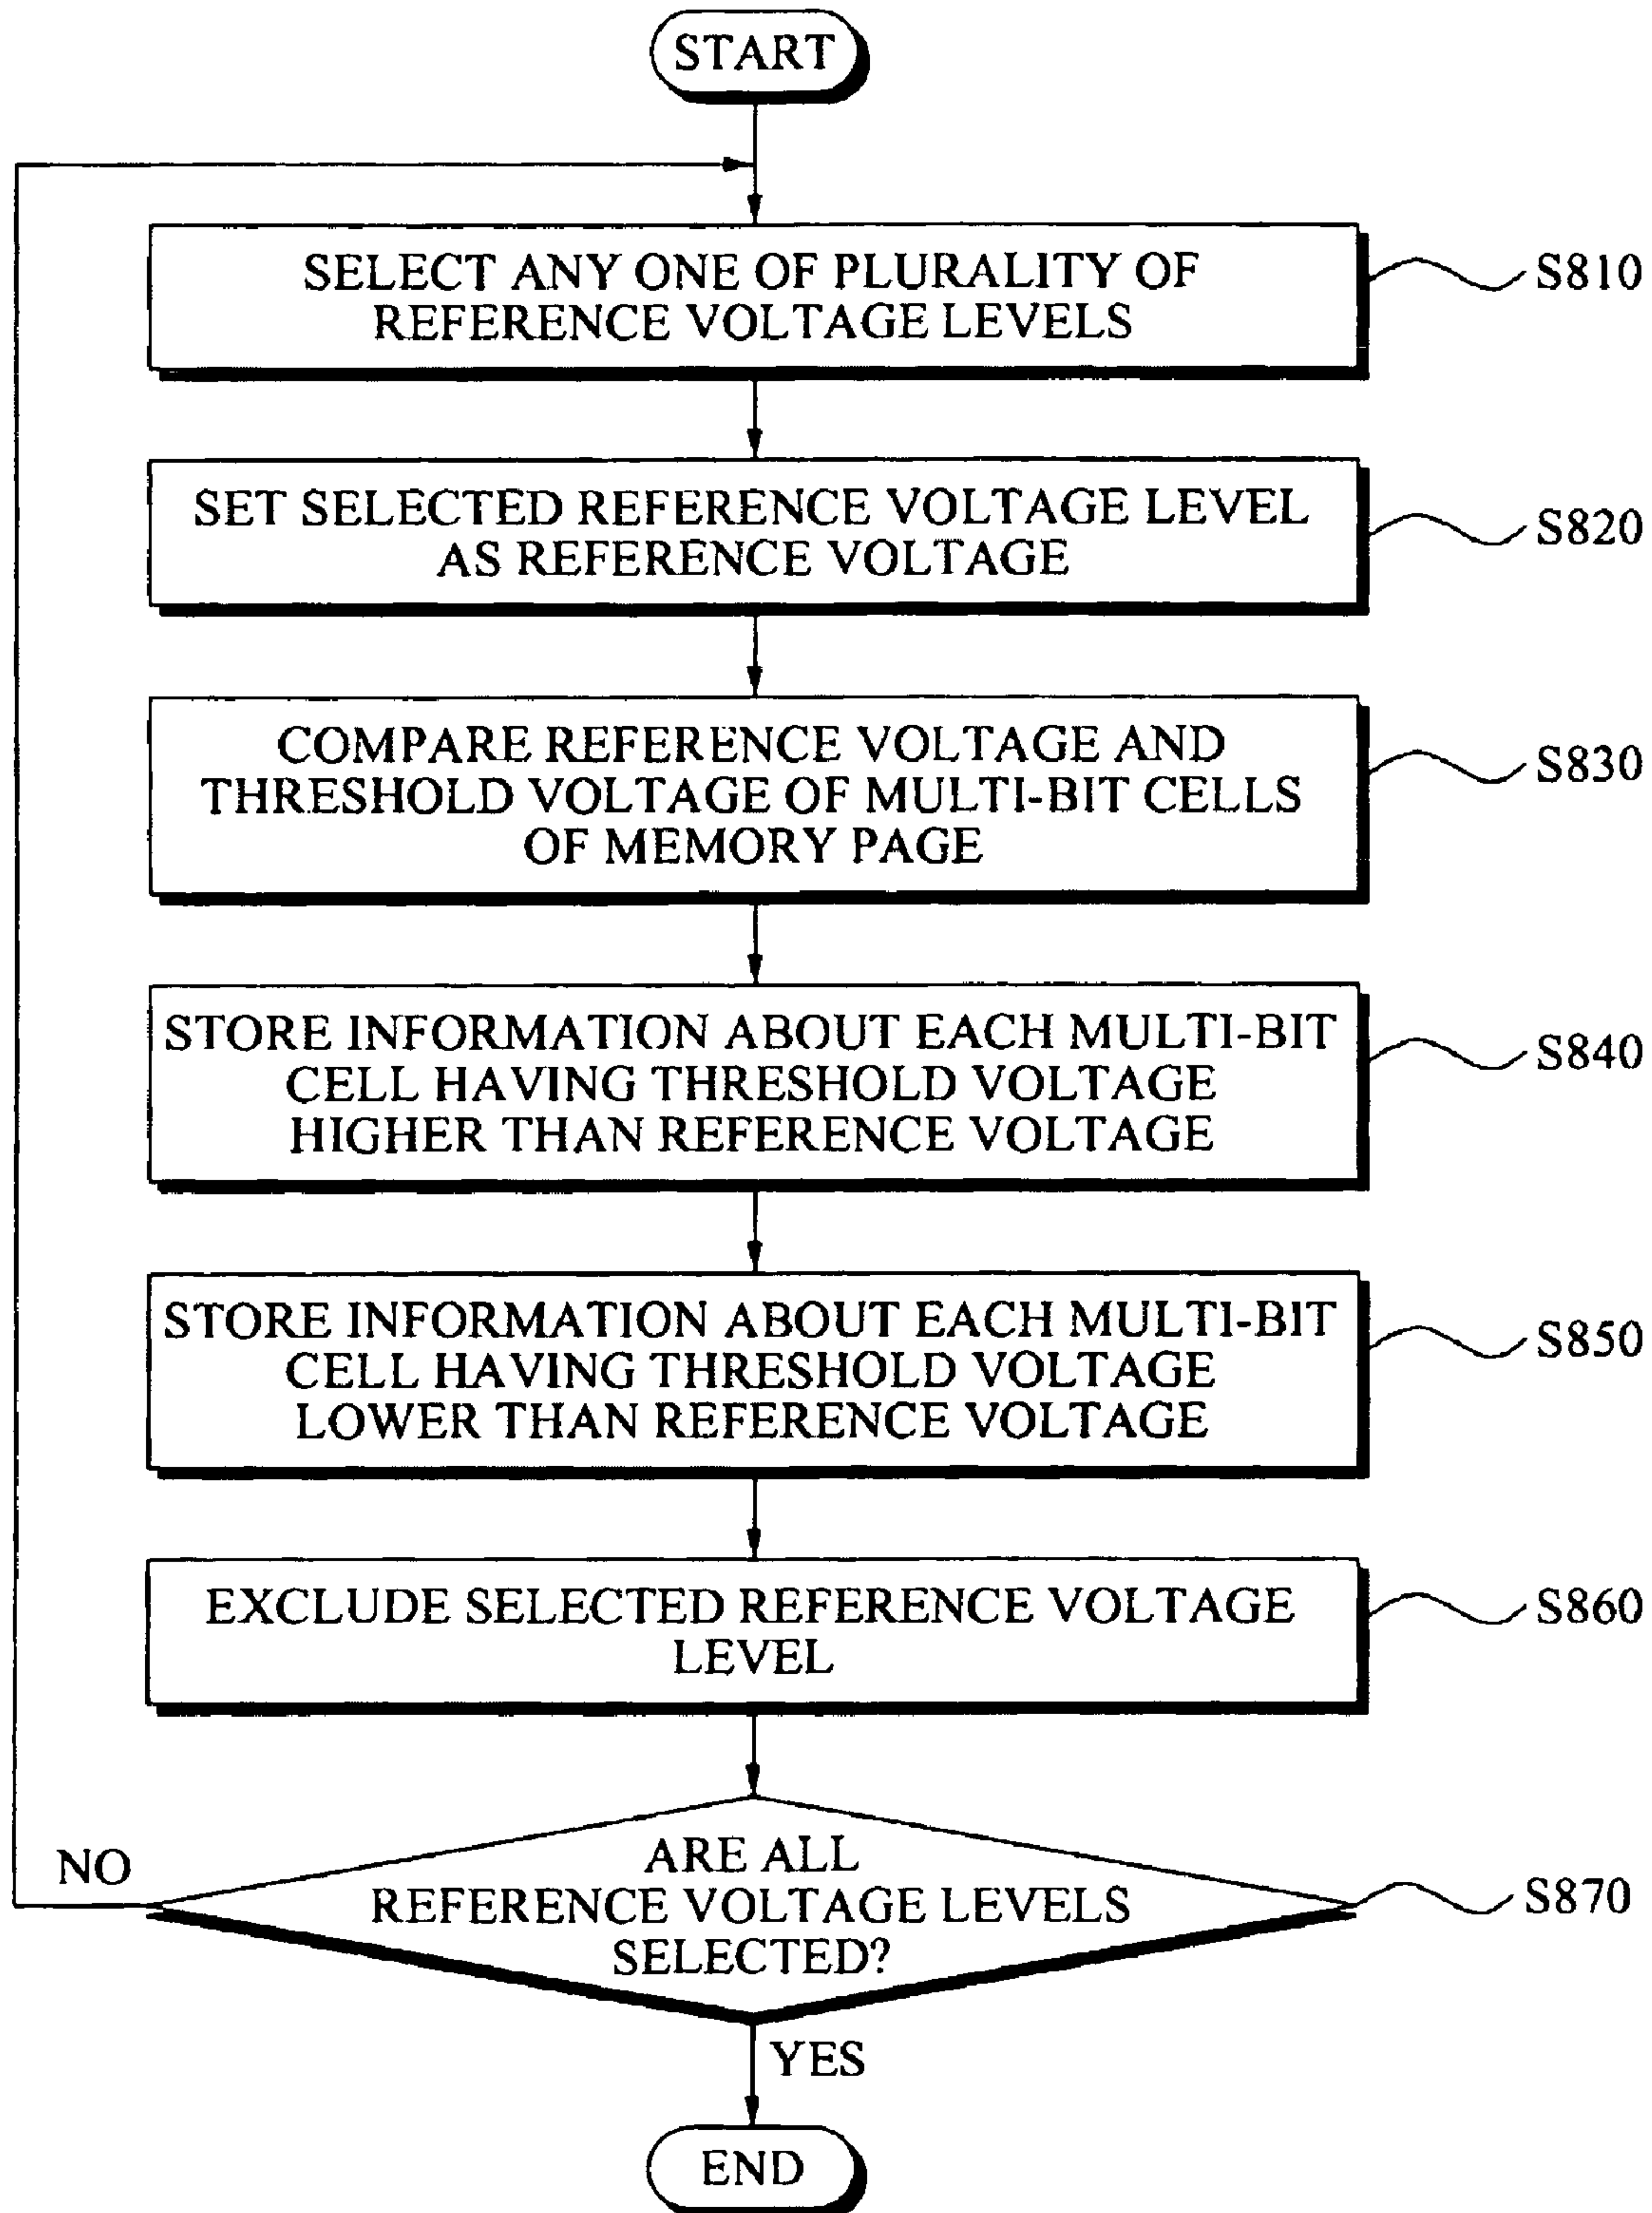 START
SELECT ANY ONE OF PLURALITY OF
REFERENCE VOLTAGE LEVELS
S810
SET SELECTED REFERENCE VOLTAGE LEVEL
AS REFERENCE VOLTAGE
S820
COMPARE REFERENCE VOLTAGE AND
THRESHOLD VOLTAGE OF MULTI-BIT CELLS
OF MEMORY PAGE
S830
STORE INFORMATION ABOUT EACH MULTI-BIT
CELL HAVING THRESHOLD VOLTAGE
HIGHER THAN REFERENCE VOLTAGE
S840
STORE INFORMATION ABOUT EACH MULTI-BIT
CELL HAVING THRESHOLD VOLTAGE
LOWER THAN REFERENCE VOLTAGE
S850
EXCLUDE SELECTED REFERENCE VOLTAGE
LEVEL
S860
NO
ARE ALL
REFERENCE VOLTAGE LEVELS
SELECTED?
S870
YES
END